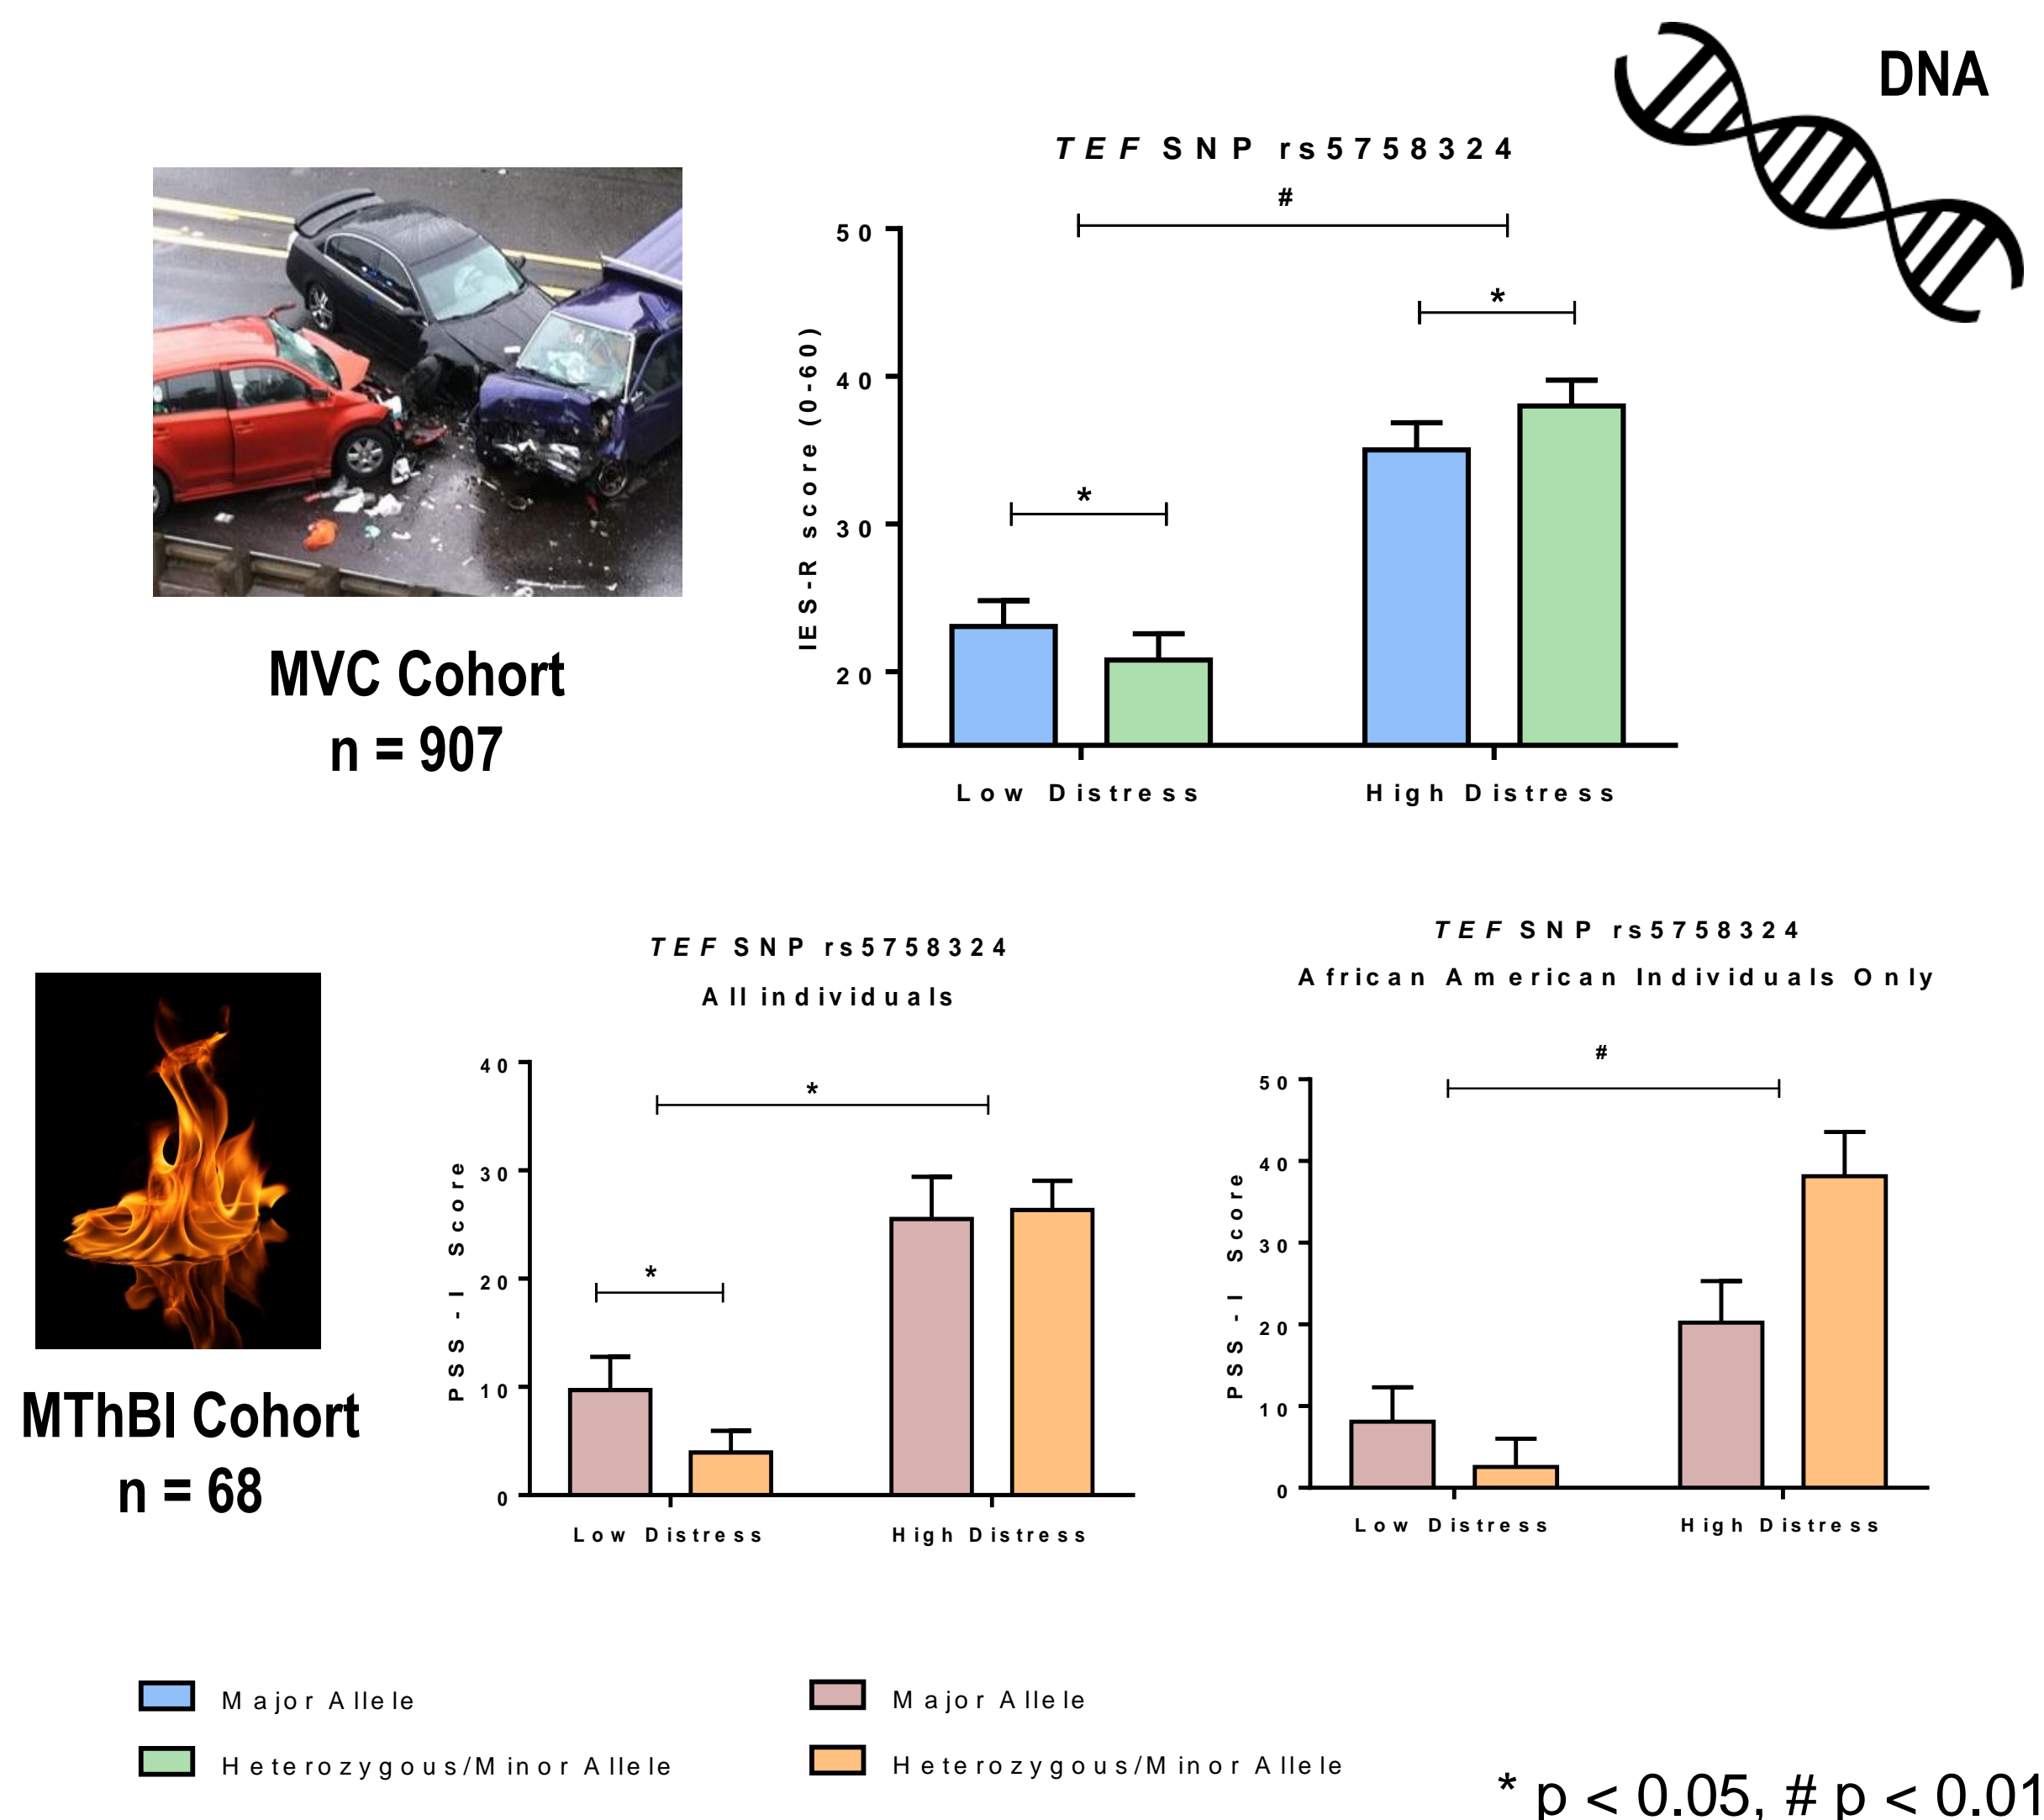 DNA
TEF SNP rs5758324
#
50
*
40
*
30
20
IES-R score (0-60)
Low Distress
High Distress
MVC Cohort
n = 907
TEF SNP rs5758324
All individuals
40
*
30
20
*
10
0
PSS - I Score
Low Distress
High Distress
TEF SNP rs5758324
African American Individuals Only
#
50
40
30
20
10
0
PSS - I Score
Low Distress
High Distress
MThBI Cohort
n = 68
Major Allele
Heterozygous/Minor Allele
Major Allele
Heterozygous/Minor Allele
* p < 0.05, # p < 0.01